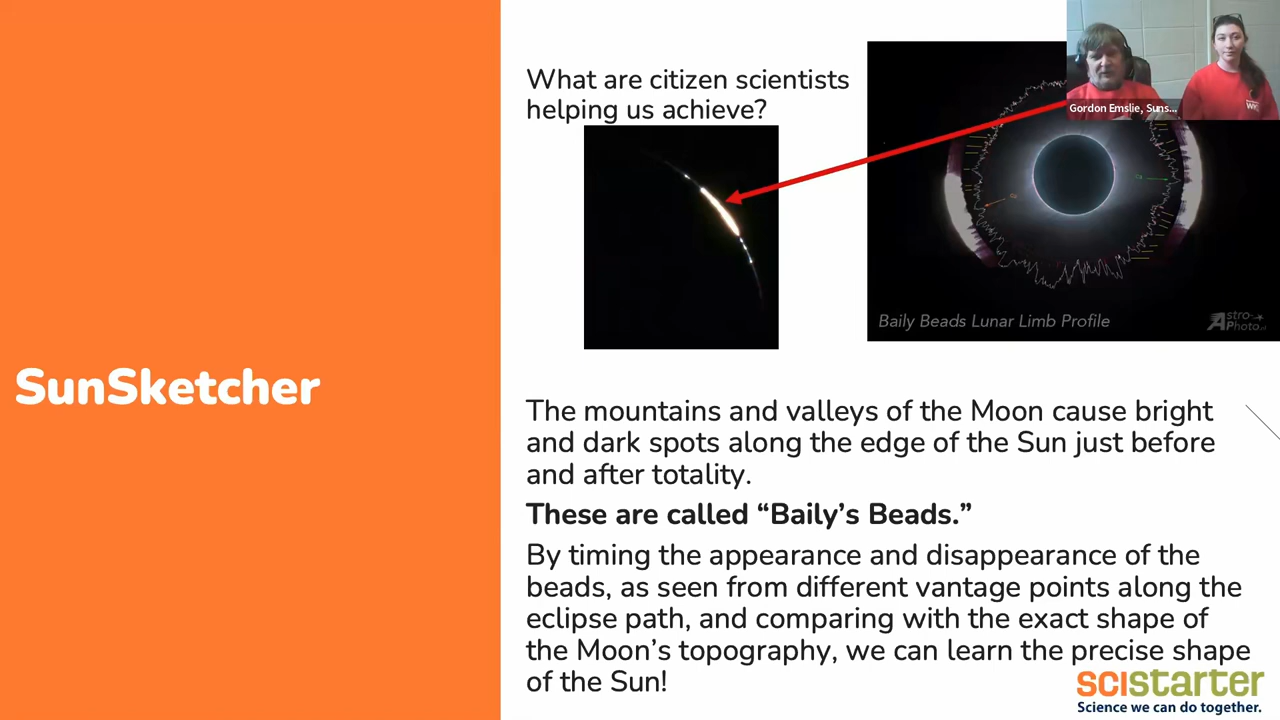 What are citizen scientists
helping us achieve?
Gordon Emslie, Suns...
WK
Baily Beads Lunar Limb Profile
Astro-
Photo.pl
SunSketcher
The mountains and valleys of the Moon cause bright
and dark spots along the edge of the Sun just before
and after totality.
These are called “Baily’s Beads.”
By timing the appearance and disappearance of the
beads, as seen from different vantage points along the
eclipse path, and comparing with the exact shape of
the Moon’s topography, we can learn the precise shape
of the Sun!
scistarter
Science we can do together.